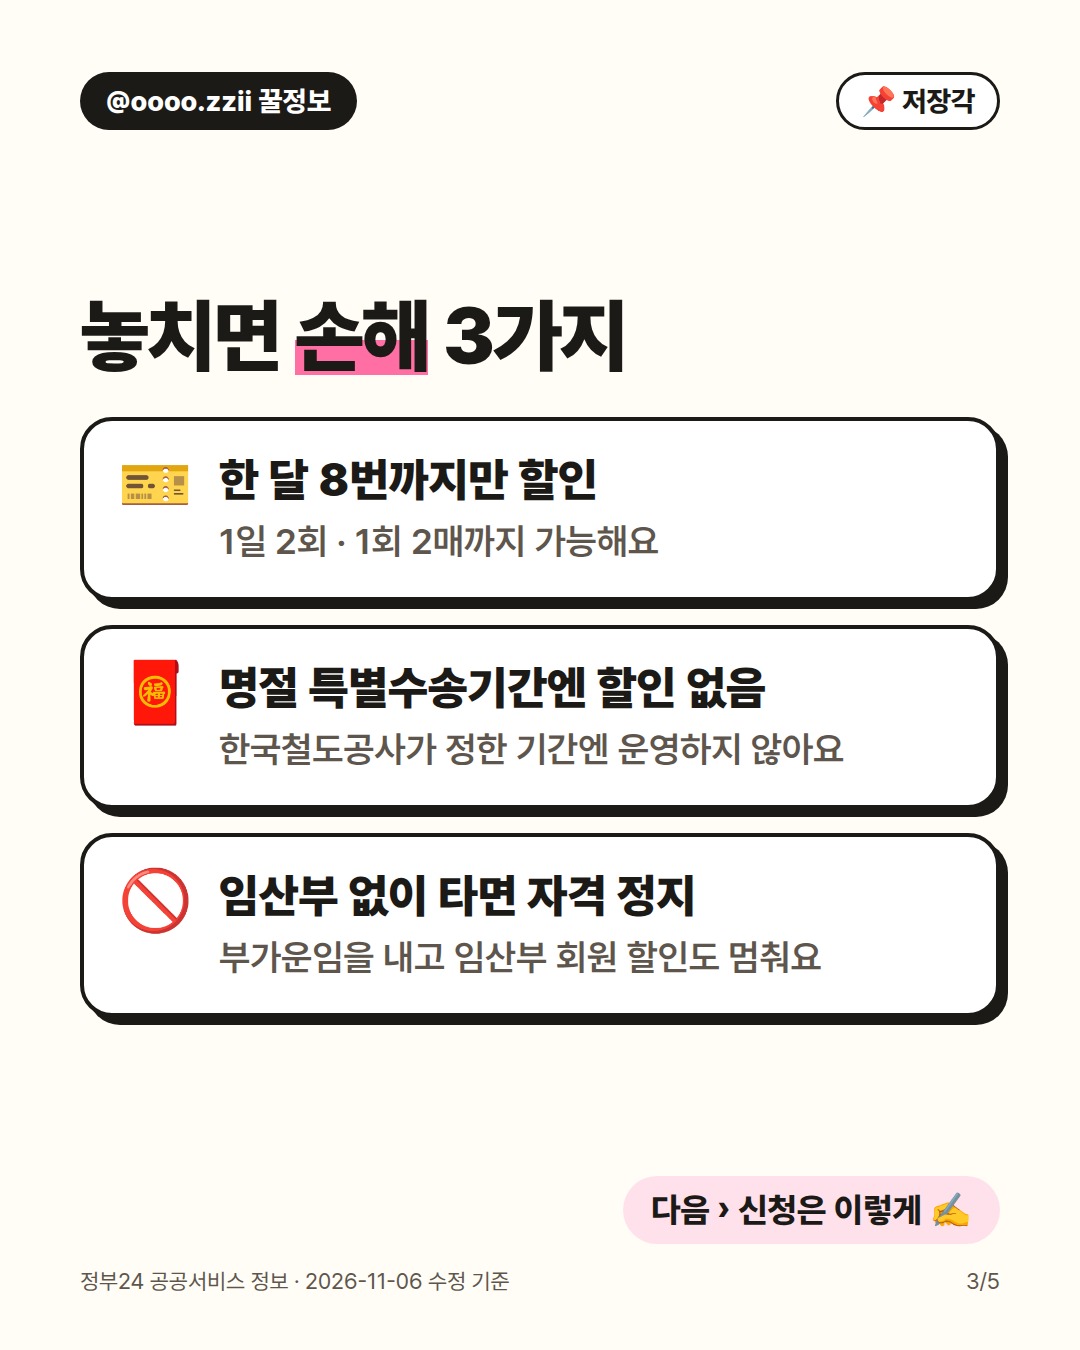 @oooo.zzii 꿀정보
📌 저장각
놓치면 손해 3가지
한 달 8번까지만 할인
1일 2회 · 1회 2매까지 가능해요
명절 특별수송기간엔 할인 없음
한국철도공사가 정한 기간엔 운영하지 않아요
임산부 없이 타면 자격 정지
부가운임을 내고 임산부 회원 할인도 멈춰요
다음 › 신청은 이렇게 ✍️
정부24 공공서비스 정보 · 2026-11-06 수정 기준
3/5